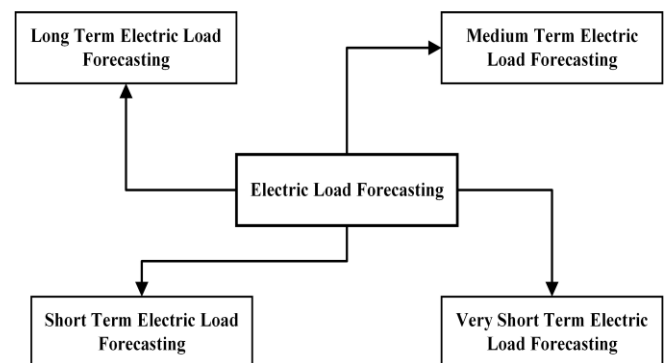 Long Term Electric Load
Forecasting
Medium Term Electric
Load Forecasting
Electric Load Forecasting
Short Term Electric Load
Forecasting
Very Short Term Electric
Load Forecasting